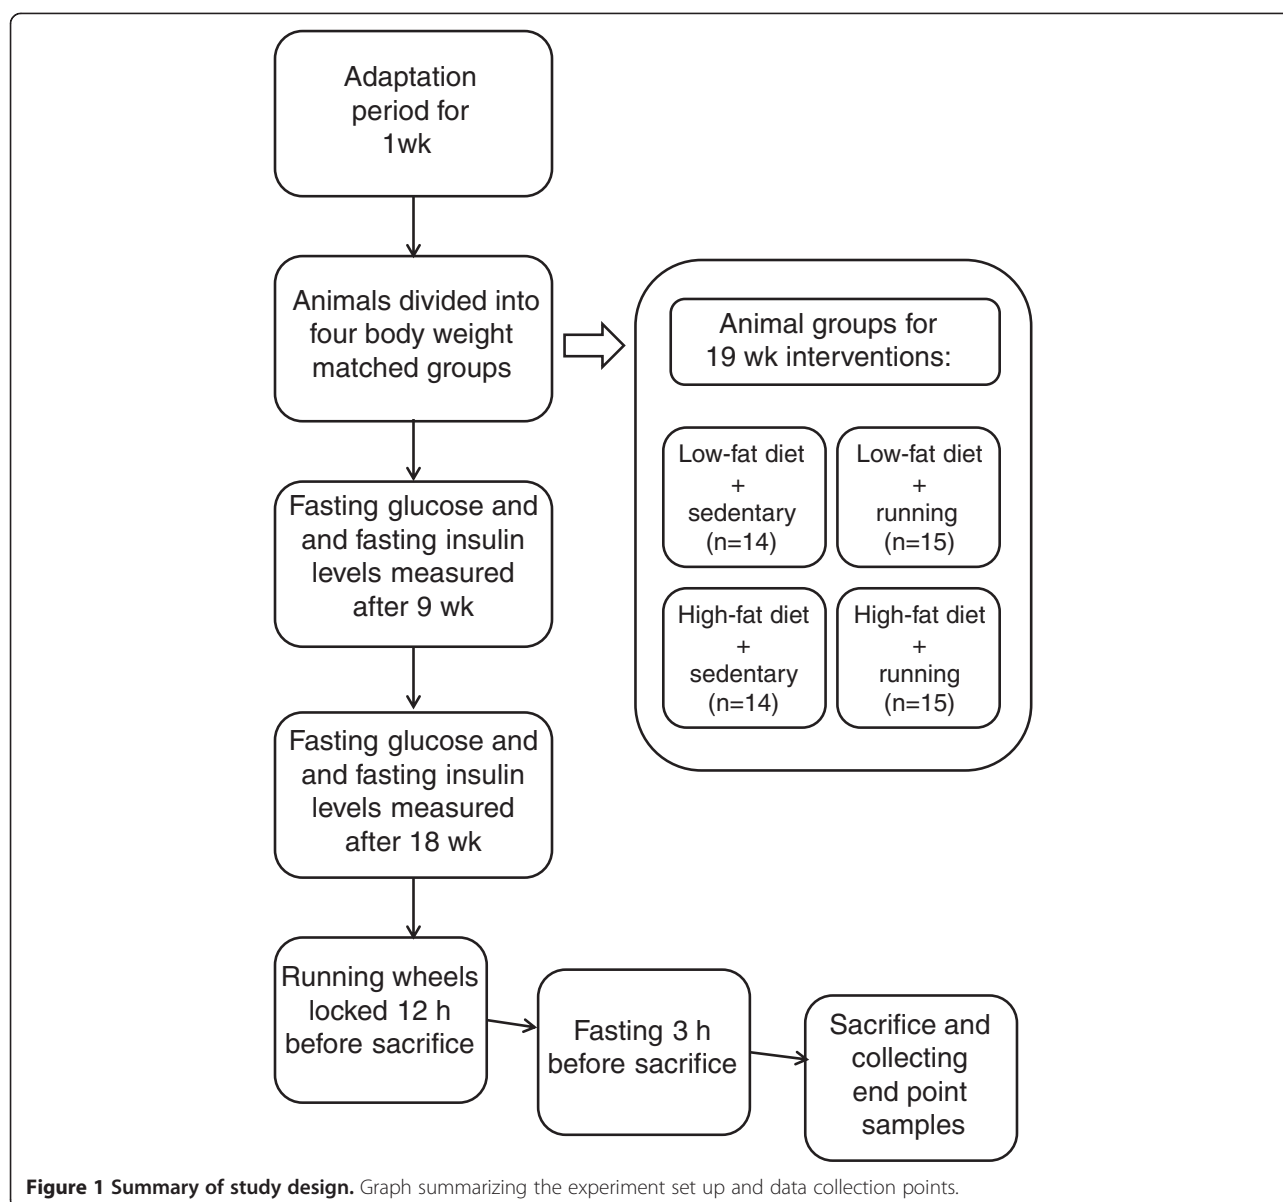 Adaptation
period for
1wk
Animals divided into
four body weight
matched groups
Animal groups for
19 wk interventions:
Low-fat diet
+
sedentary
(n=14)
Low-fat diet
+
running
(n=15)
High-fat diet
+
sedentary
(n=14)
High-fat diet
+
running
(n=15)
Fasting glucose and
and fasting insulin
levels measured
after 9 wk
Fasting glucose and
and fasting insulin
levels measured
after 18 wk
Running wheels
locked 12 h
before sacrifice
Fasting 3 h
before sacrifice
Sacrifice and
collecting
end point
samples
Figure 1 Summary of study design. Graph summarizing the experiment set up and data collection points.